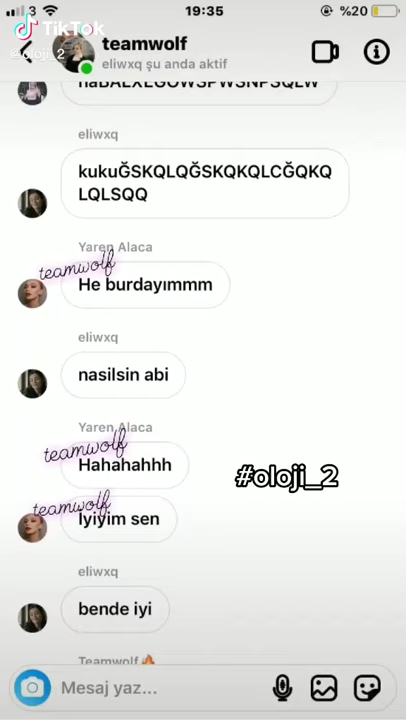 3 19:35 %20
TikTok
@oloji_2
teamwolf
eliwxq şu anda aktif
eliwxq
kukuĞSKQLQĞSKQKQLCĞQKQ
LQLSQQ
Yaren Alaca
teamwolf
He burdayımmm
eliwxq
nasilsin abi
Yaren Alaca
teamwolf
Hahahahhh
#oloji_2
teamwolf
Iyiyim sen
eliwxq
bende iyi
Teamwolf🔥
Mesaj yaz...